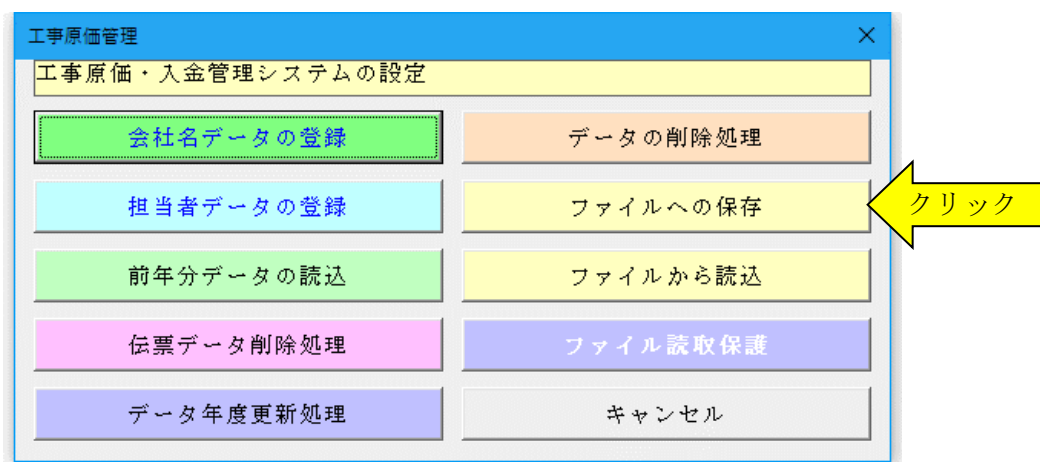 工事原価管理
工事原価・入金管理システムの設定
会社名データの登録
データの削除処理
担当者データの登録
ファイルへの保存
クリック
前年分データの読込
ファイルから読込
伝票データ削除処理
ファイル読取保護
データ年度更新処理
キャンセル